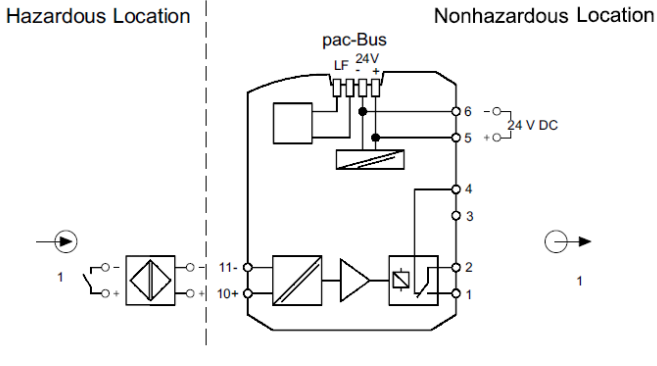 Hazardous Location
Nonhazardous Location
pac-Bus
LF 24V
- +
6 -
24 V DC
5 +
4
3
1
- - 11- 2
+ + 10+ 1
1